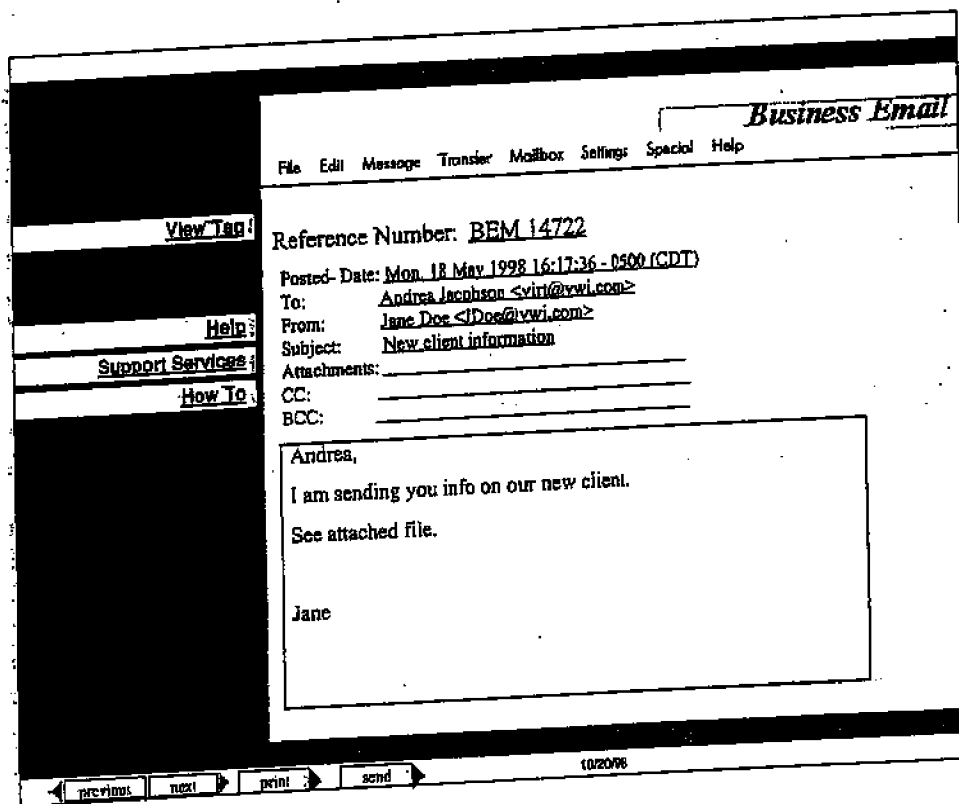 Business Email
File Edit Message Transfer Mailbox Settings Special Help
View Tag
Reference Number: BEM 14722
Posted- Date: Mon, 18 May 1998 16:17:36 - 0500 (CDT)
To: Andrea Jacobson <virt@vwi.com>
Help
From: Jane Doe <JDoe@vwi.com>
Subject: New client information
Support Services
Attachments:
How To
CC:
BCC:
Andrea,
I am sending you info on our new client.
See attached file.
Jane
previous next print send 10/20/98